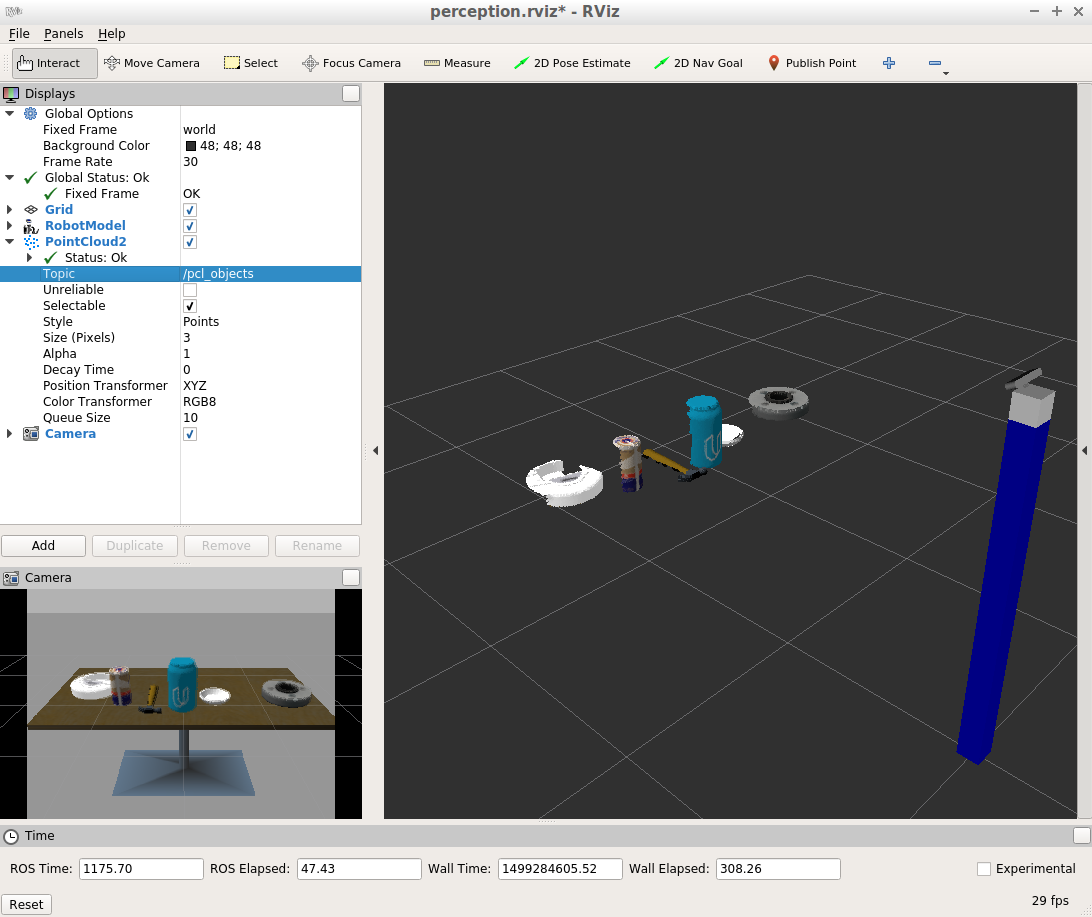 perception.rviz* - RViz
File Panels Help
Interact Move Camera Select Focus Camera Measure 2D Pose Estimate 2D Nav Goal Publish Point
Displays
Global Options
Fixed Frame world
Background Color 48; 48; 48
Frame Rate 30
Global Status: Ok
Fixed Frame OK
Grid
RobotModel
PointCloud2
Status: Ok
Topic /pcl_objects
Unreliable
Selectable
Style Points
Size (Pixels) 3
Alpha 1
Decay Time 0
Position Transformer XYZ
Color Transformer RGB8
Queue Size 10
Camera
Add Duplicate Remove Rename
Camera
Time
ROS Time: 1175.70 ROS Elapsed: 47.43 Wall Time: 1499284605.52 Wall Elapsed: 308.26 Experimental
Reset 29 fps